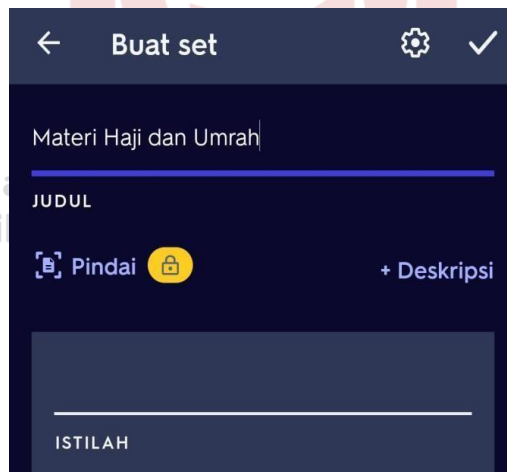 Buat set
Materi Haji dan Umrah
JUDUL
Pindai
+ Deskripsi
ISTILAH